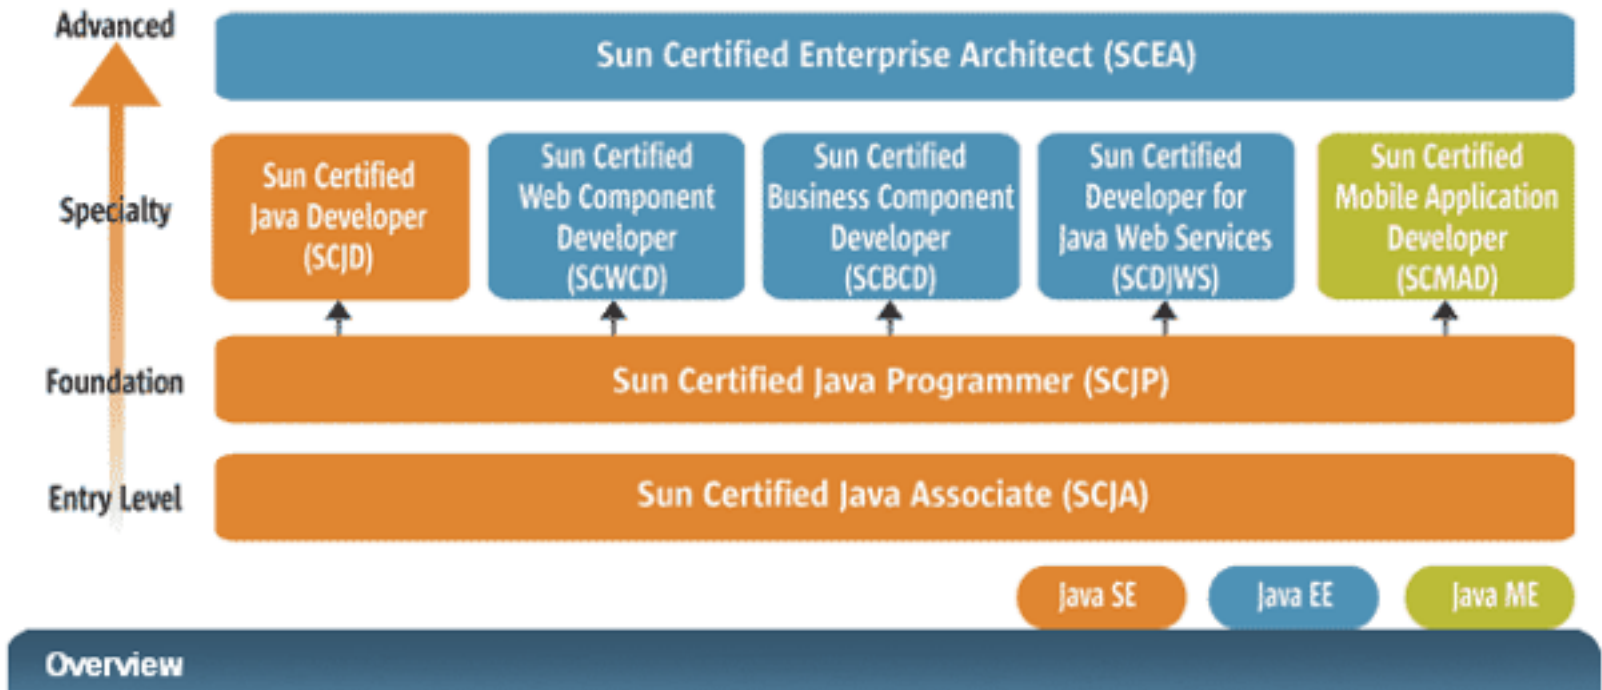 Advanced
Sun Certified Enterprise Architect (SCEA)
Specialty
Sun Certified
Java Developer
(SCJD)
Sun Certified
Web Component
Developer
(SCWCD)
Sun Certified
Business Component
Developer
(SCBCD)
Sun Certified
Developer for
Java Web Services
(SCDJWS)
Sun Certified
Mobile Application
Developer
(SCMAD)
Foundation
Sun Certified Java Programmer (SCJP)
Entry Level
Sun Certified Java Associate (SCJA)
Java SE
Java EE
Java ME
Overview